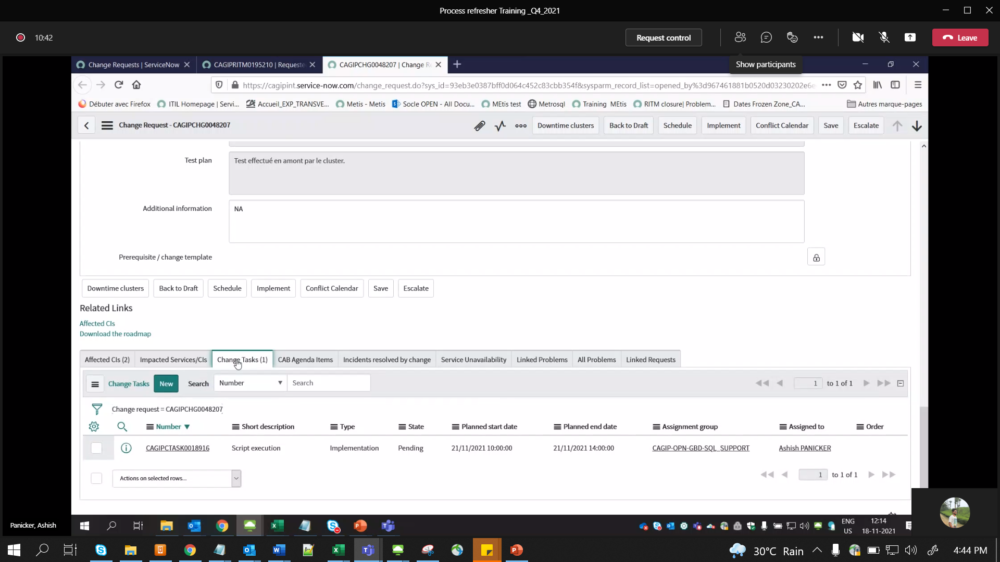 Process refresher Training _Q4_2021
10:42
Request control
Leave
Show participants
Change Requests | ServiceNow
CAGIPRITM0195210 | Requeste
CAGIPCHG0048207 | Change R
https://cagipint.service-now.com/change_request.do?sys_id=93eb3e0387bff0d064c452c83cbb354f&sysparm_record_list=opened_by%3d967461881b0520d03230202e6e
Débuter avec Firefox
ITIL Homepage | Servi...
Accueil_EXP_TRANSVE...
Metis - Metis
Socle OPEN - All Docu...
MEtis test
Metrosql
Training MEtis
RITM closure| Problem...
Dates Frozen Zone_CA...
Autres marque-pages
Change Request - CAGIPCHG0048207
Downtime clusters
Back to Draft
Schedule
Implement
Conflict Calendar
Save
Escalate
Test plan
Test effectué en amont par le cluster.
Additional information
NA
Prerequisite / change template
Downtime clusters
Back to Draft
Schedule
Implement
Conflict Calendar
Save
Escalate
Related Links
Affected CIs
Download the roadmap
Affected CIs (2)
Impacted Services/CIs
Change Tasks (1)
CAB Agenda Items
Incidents resolved by change
Service Unavailability
Linked Problems
All Problems
Linked Requests
Change Tasks
New
Search
Number
Search
1 to 1 of 1
Change request = CAGIPCHG0048207
Number
Short description
Type
State
Planned start date
Planned end date
Assignment group
Assigned to
Order
CAGIPCTASK0018916
Script execution
Implementation
Pending
21/11/2021 10:00:00
21/11/2021 14:00:00
CAGIP-OPN-GBD-SQL_SUPPORT
Ashish PANICKER
Actions on selected rows...
1 to 1 of 1
Panicker, Ashish
ENG
US
12:14
18-11-2021
30°C Rain
4:44 PM